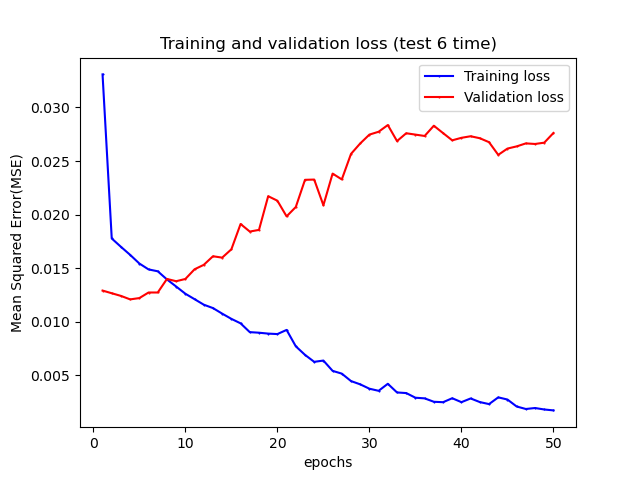 Training and validation loss (test 6 time)
Training loss
Validation loss
0.030
0.025
0.020
0.015
0.010
0.005
Mean Squared Error(MSE)
0
10
20
30
40
50
epochs